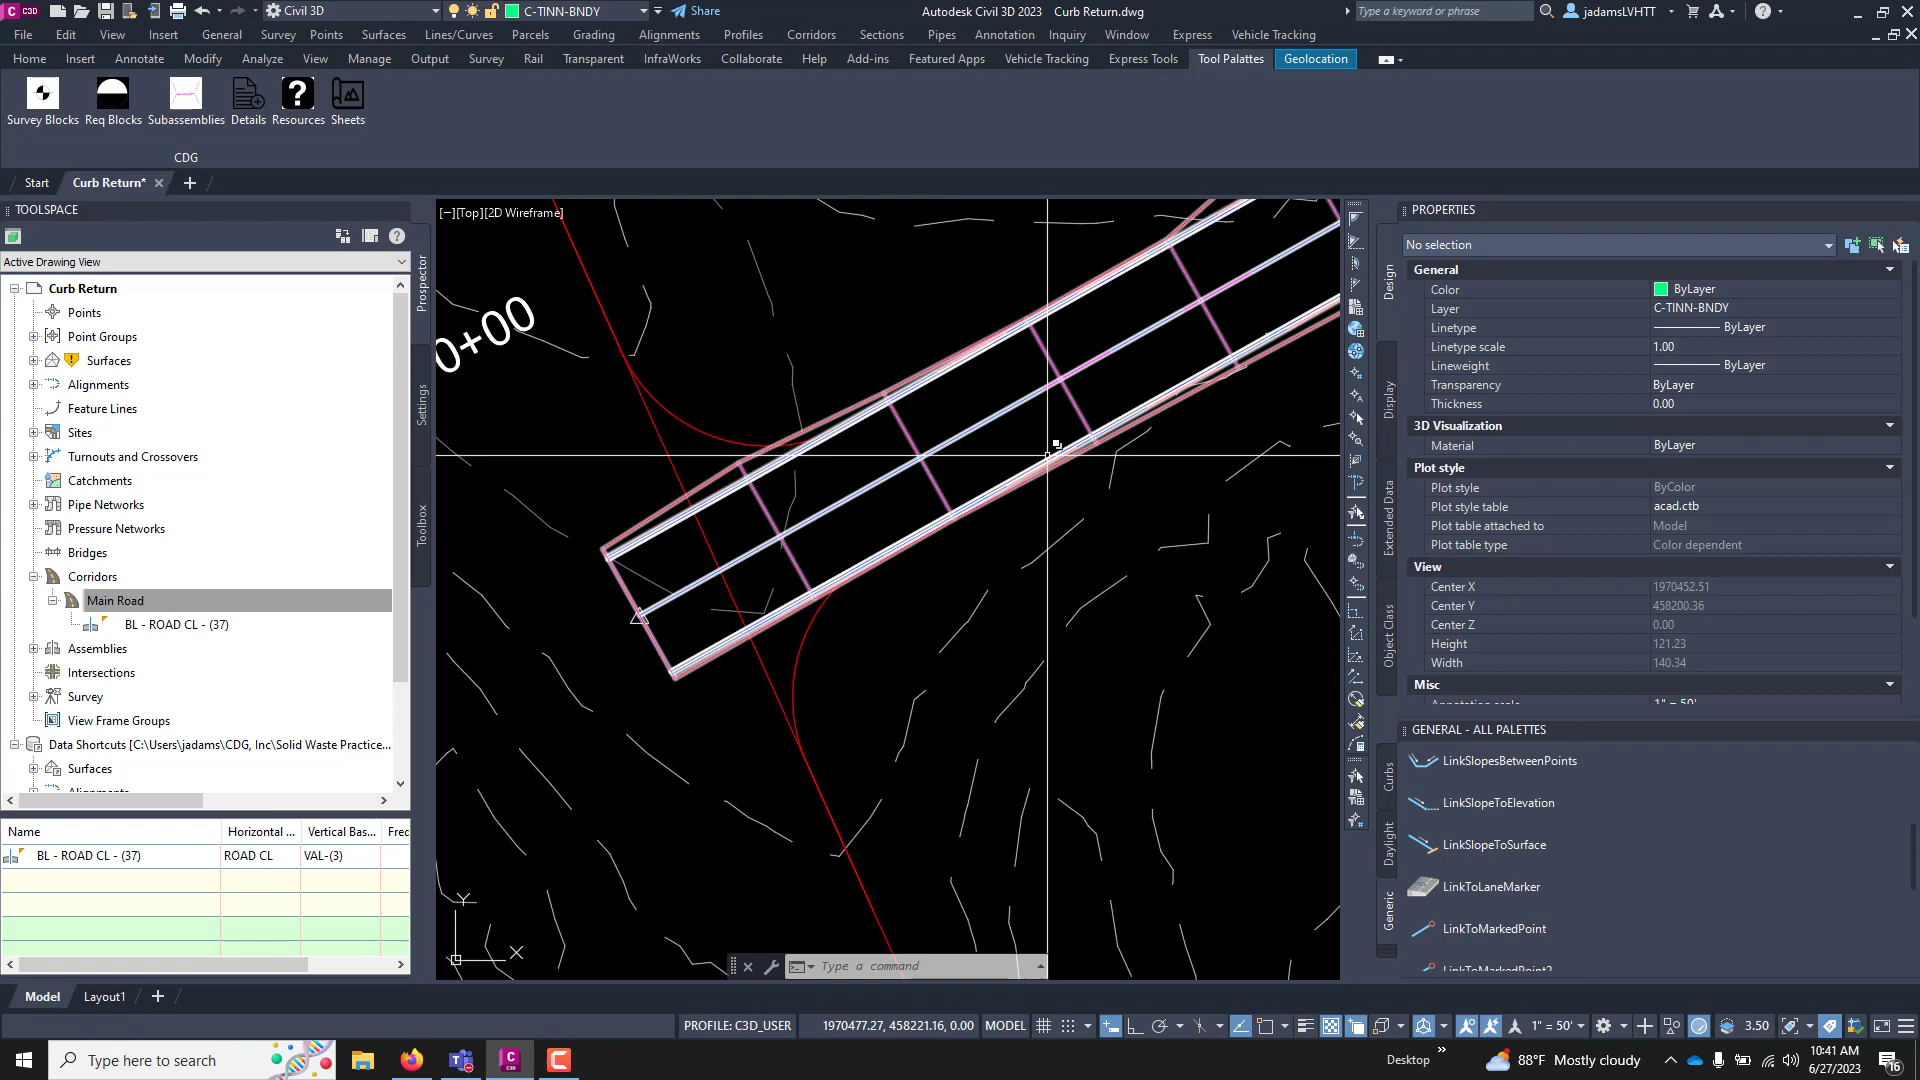 C3D
Civil 3D
C-TINN-BNDY
Share
Autodesk Civil 3D 2023
Curb Return.dwg
Type a keyword or phrase
jadamsLVHTT
File
Edit
View
Insert
General
Survey
Points
Surfaces
Lines/Curves
Parcels
Grading
Alignments
Profiles
Corridors
Sections
Pipes
Annotation
Inquiry
Window
Express
Vehicle Tracking
Home
Insert
Annotate
Modify
Analyze
View
Manage
Output
Survey
Rail
Transparent
InfraWorks
Collaborate
Help
Add-ins
Featured Apps
Vehicle Tracking
Express Tools
Tool Palettes
Geolocation
Survey Blocks
Req Blocks
Subassemblies
Details
Resources
Sheets
CDG
Start
Curb Return*
TOOLSPACE
Active Drawing View
Curb Return
Points
Point Groups
Surfaces
Alignments
Feature Lines
Sites
Turnouts and Crossovers
Catchments
Pipe Networks
Pressure Networks
Bridges
Corridors
Main Road
BL - ROAD CL - (37)
Assemblies
Intersections
Survey
View Frame Groups
Data Shortcuts [C:\Users\jadams\CDG, Inc\Solid Waste Practice...
Surfaces
Alignments
Prospector
Settings
Toolbox
Name
Horizontal ...
Vertical Bas...
Frec
BL - ROAD CL - (37)
ROAD CL
VAL-(3)
[−][Top][2D Wireframe]
0+00
Y
X
Type a command
PROPERTIES
No selection
General
Color
ByLayer
Layer
C-TINN-BNDY
Linetype
ByLayer
Linetype scale
1.00
Lineweight
ByLayer
Transparency
ByLayer
Thickness
0.00
3D Visualization
Material
ByLayer
Plot style
Plot style
ByColor
Plot style table
acad.ctb
Plot table attached to
Model
Plot table type
Color dependent
View
Center X
1970452.51
Center Y
458200.36
Center Z
0.00
Height
121.23
Width
140.34
Misc
Annotation scale
1" = 50'
Design
Display
Extended Data
Object Class
GENERAL - ALL PALETTES
LinkSlopesBetweenPoints
LinkSlopeToElevation
LinkSlopeToSurface
LinkToLaneMarker
LinkToMarkedPoint
LinkToMarkedPoint2
Curbs
Daylight
Generic
Model
Layout1
PROFILE: C3D_USER
1970477.27, 458221.16, 0.00
MODEL
1" = 50'
3.50
Type here to search
Desktop
88°F Mostly cloudy
10:41 AM
6/27/2023
16